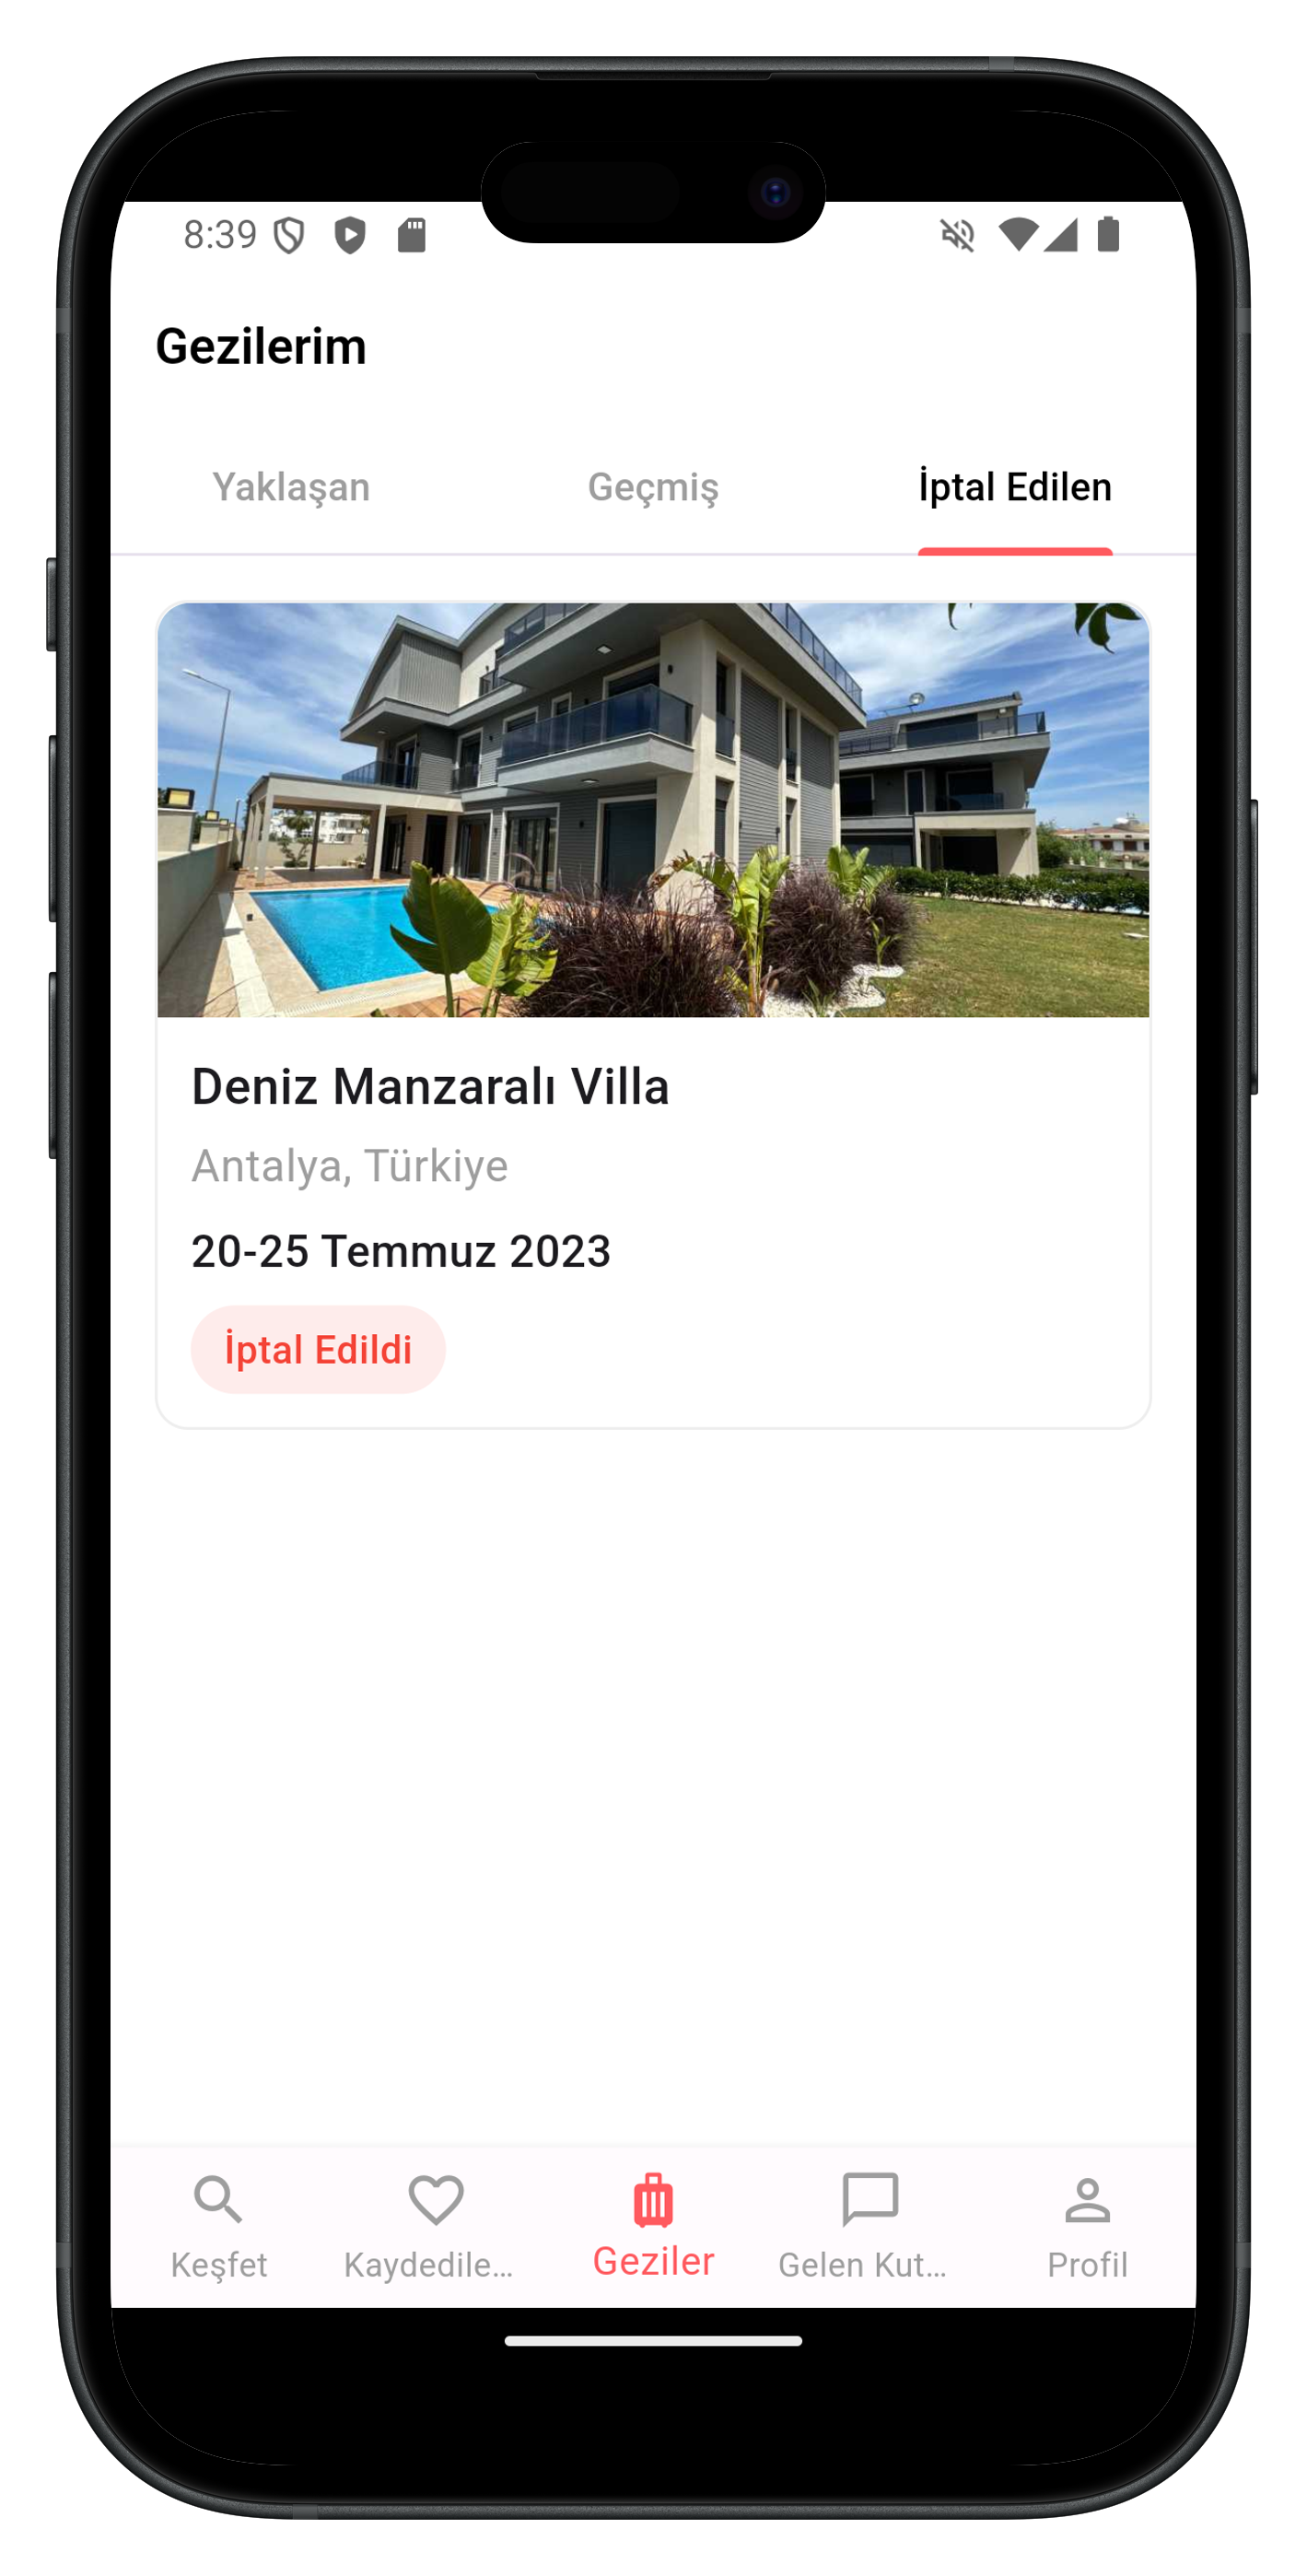 8:39
Gezilerim
Yaklaşan
Geçmiş
İptal Edilen
Deniz Manzaralı Villa
Antalya, Türkiye
20-25 Temmuz 2023
İptal Edildi
Keşfet
Kaydedile...
Geziler
Gelen Kut...
Profil